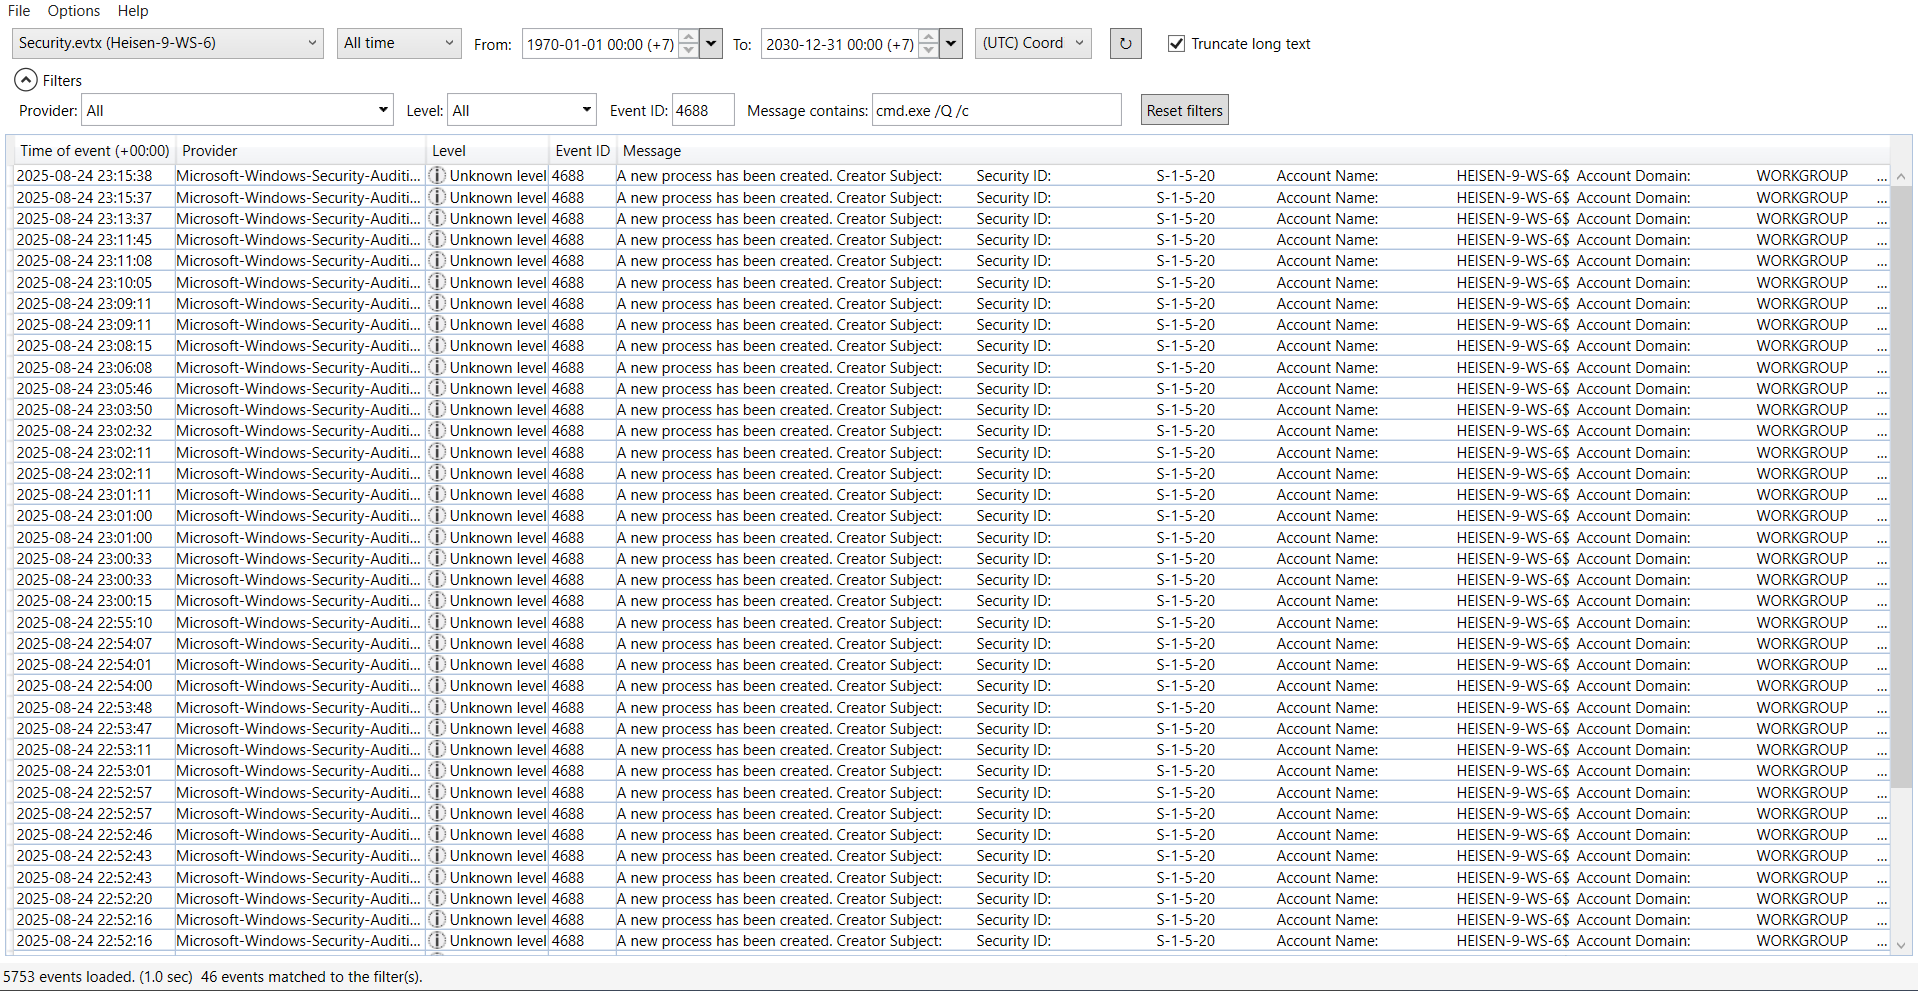 File Options Help
Security.evtx (Heisen-9-WS-6) All time From: 1970-01-01 00:00 (+7) To: 2030-12-31 00:00 (+7) (UTC) Coord ↻ Truncate long text
Filters
Provider: All Level: All Event ID: 4688 Message contains: cmd.exe /Q /c Reset filters
Time of event (+00:00) Provider Level Event ID Message
2025-08-24 23:15:38 Microsoft-Windows-Security-Auditi... Unknown level 4688 A new process has been created. Creator Subject: Security ID: S-1-5-20 Account Name: HEISEN-9-WS-6$ Account Domain: WORKGROUP ...
2025-08-24 23:15:37 Microsoft-Windows-Security-Auditi... Unknown level 4688 A new process has been created. Creator Subject: Security ID: S-1-5-20 Account Name: HEISEN-9-WS-6$ Account Domain: WORKGROUP ...
2025-08-24 23:13:37 Microsoft-Windows-Security-Auditi... Unknown level 4688 A new process has been created. Creator Subject: Security ID: S-1-5-20 Account Name: HEISEN-9-WS-6$ Account Domain: WORKGROUP ...
2025-08-24 23:11:45 Microsoft-Windows-Security-Auditi... Unknown level 4688 A new process has been created. Creator Subject: Security ID: S-1-5-20 Account Name: HEISEN-9-WS-6$ Account Domain: WORKGROUP ...
2025-08-24 23:11:08 Microsoft-Windows-Security-Auditi... Unknown level 4688 A new process has been created. Creator Subject: Security ID: S-1-5-20 Account Name: HEISEN-9-WS-6$ Account Domain: WORKGROUP ...
2025-08-24 23:10:05 Microsoft-Windows-Security-Auditi... Unknown level 4688 A new process has been created. Creator Subject: Security ID: S-1-5-20 Account Name: HEISEN-9-WS-6$ Account Domain: WORKGROUP ...
2025-08-24 23:09:11 Microsoft-Windows-Security-Auditi... Unknown level 4688 A new process has been created. Creator Subject: Security ID: S-1-5-20 Account Name: HEISEN-9-WS-6$ Account Domain: WORKGROUP ...
2025-08-24 23:09:11 Microsoft-Windows-Security-Auditi... Unknown level 4688 A new process has been created. Creator Subject: Security ID: S-1-5-20 Account Name: HEISEN-9-WS-6$ Account Domain: WORKGROUP ...
2025-08-24 23:08:15 Microsoft-Windows-Security-Auditi... Unknown level 4688 A new process has been created. Creator Subject: Security ID: S-1-5-20 Account Name: HEISEN-9-WS-6$ Account Domain: WORKGROUP ...
2025-08-24 23:06:08 Microsoft-Windows-Security-Auditi... Unknown level 4688 A new process has been created. Creator Subject: Security ID: S-1-5-20 Account Name: HEISEN-9-WS-6$ Account Domain: WORKGROUP ...
2025-08-24 23:05:46 Microsoft-Windows-Security-Auditi... Unknown level 4688 A new process has been created. Creator Subject: Security ID: S-1-5-20 Account Name: HEISEN-9-WS-6$ Account Domain: WORKGROUP ...
2025-08-24 23:03:50 Microsoft-Windows-Security-Auditi... Unknown level 4688 A new process has been created. Creator Subject: Security ID: S-1-5-20 Account Name: HEISEN-9-WS-6$ Account Domain: WORKGROUP ...
2025-08-24 23:02:32 Microsoft-Windows-Security-Auditi... Unknown level 4688 A new process has been created. Creator Subject: Security ID: S-1-5-20 Account Name: HEISEN-9-WS-6$ Account Domain: WORKGROUP ...
2025-08-24 23:02:11 Microsoft-Windows-Security-Auditi... Unknown level 4688 A new process has been created. Creator Subject: Security ID: S-1-5-20 Account Name: HEISEN-9-WS-6$ Account Domain: WORKGROUP ...
2025-08-24 23:02:11 Microsoft-Windows-Security-Auditi... Unknown level 4688 A new process has been created. Creator Subject: Security ID: S-1-5-20 Account Name: HEISEN-9-WS-6$ Account Domain: WORKGROUP ...
2025-08-24 23:01:11 Microsoft-Windows-Security-Auditi... Unknown level 4688 A new process has been created. Creator Subject: Security ID: S-1-5-20 Account Name: HEISEN-9-WS-6$ Account Domain: WORKGROUP ...
2025-08-24 23:01:00 Microsoft-Windows-Security-Auditi... Unknown level 4688 A new process has been created. Creator Subject: Security ID: S-1-5-20 Account Name: HEISEN-9-WS-6$ Account Domain: WORKGROUP ...
2025-08-24 23:01:00 Microsoft-Windows-Security-Auditi... Unknown level 4688 A new process has been created. Creator Subject: Security ID: S-1-5-20 Account Name: HEISEN-9-WS-6$ Account Domain: WORKGROUP ...
2025-08-24 23:00:33 Microsoft-Windows-Security-Auditi... Unknown level 4688 A new process has been created. Creator Subject: Security ID: S-1-5-20 Account Name: HEISEN-9-WS-6$ Account Domain: WORKGROUP ...
2025-08-24 23:00:33 Microsoft-Windows-Security-Auditi... Unknown level 4688 A new process has been created. Creator Subject: Security ID: S-1-5-20 Account Name: HEISEN-9-WS-6$ Account Domain: WORKGROUP ...
2025-08-24 23:00:15 Microsoft-Windows-Security-Auditi... Unknown level 4688 A new process has been created. Creator Subject: Security ID: S-1-5-20 Account Name: HEISEN-9-WS-6$ Account Domain: WORKGROUP ...
2025-08-24 22:55:10 Microsoft-Windows-Security-Auditi... Unknown level 4688 A new process has been created. Creator Subject: Security ID: S-1-5-20 Account Name: HEISEN-9-WS-6$ Account Domain: WORKGROUP ...
2025-08-24 22:54:07 Microsoft-Windows-Security-Auditi... Unknown level 4688 A new process has been created. Creator Subject: Security ID: S-1-5-20 Account Name: HEISEN-9-WS-6$ Account Domain: WORKGROUP ...
2025-08-24 22:54:01 Microsoft-Windows-Security-Auditi... Unknown level 4688 A new process has been created. Creator Subject: Security ID: S-1-5-20 Account Name: HEISEN-9-WS-6$ Account Domain: WORKGROUP ...
2025-08-24 22:54:00 Microsoft-Windows-Security-Auditi... Unknown level 4688 A new process has been created. Creator Subject: Security ID: S-1-5-20 Account Name: HEISEN-9-WS-6$ Account Domain: WORKGROUP ...
2025-08-24 22:53:48 Microsoft-Windows-Security-Auditi... Unknown level 4688 A new process has been created. Creator Subject: Security ID: S-1-5-20 Account Name: HEISEN-9-WS-6$ Account Domain: WORKGROUP ...
2025-08-24 22:53:47 Microsoft-Windows-Security-Auditi... Unknown level 4688 A new process has been created. Creator Subject: Security ID: S-1-5-20 Account Name: HEISEN-9-WS-6$ Account Domain: WORKGROUP ...
2025-08-24 22:53:11 Microsoft-Windows-Security-Auditi... Unknown level 4688 A new process has been created. Creator Subject: Security ID: S-1-5-20 Account Name: HEISEN-9-WS-6$ Account Domain: WORKGROUP ...
2025-08-24 22:53:01 Microsoft-Windows-Security-Auditi... Unknown level 4688 A new process has been created. Creator Subject: Security ID: S-1-5-20 Account Name: HEISEN-9-WS-6$ Account Domain: WORKGROUP ...
2025-08-24 22:52:57 Microsoft-Windows-Security-Auditi... Unknown level 4688 A new process has been created. Creator Subject: Security ID: S-1-5-20 Account Name: HEISEN-9-WS-6$ Account Domain: WORKGROUP ...
2025-08-24 22:52:57 Microsoft-Windows-Security-Auditi... Unknown level 4688 A new process has been created. Creator Subject: Security ID: S-1-5-20 Account Name: HEISEN-9-WS-6$ Account Domain: WORKGROUP ...
2025-08-24 22:52:46 Microsoft-Windows-Security-Auditi... Unknown level 4688 A new process has been created. Creator Subject: Security ID: S-1-5-20 Account Name: HEISEN-9-WS-6$ Account Domain: WORKGROUP ...
2025-08-24 22:52:43 Microsoft-Windows-Security-Auditi... Unknown level 4688 A new process has been created. Creator Subject: Security ID: S-1-5-20 Account Name: HEISEN-9-WS-6$ Account Domain: WORKGROUP ...
2025-08-24 22:52:43 Microsoft-Windows-Security-Auditi... Unknown level 4688 A new process has been created. Creator Subject: Security ID: S-1-5-20 Account Name: HEISEN-9-WS-6$ Account Domain: WORKGROUP ...
2025-08-24 22:52:20 Microsoft-Windows-Security-Auditi... Unknown level 4688 A new process has been created. Creator Subject: Security ID: S-1-5-20 Account Name: HEISEN-9-WS-6$ Account Domain: WORKGROUP ...
2025-08-24 22:52:16 Microsoft-Windows-Security-Auditi... Unknown level 4688 A new process has been created. Creator Subject: Security ID: S-1-5-20 Account Name: HEISEN-9-WS-6$ Account Domain: WORKGROUP ...
2025-08-24 22:52:16 Microsoft-Windows-Security-Auditi... Unknown level 4688 A new process has been created. Creator Subject: Security ID: S-1-5-20 Account Name: HEISEN-9-WS-6$ Account Domain: WORKGROUP ...
5753 events loaded. (1.0 sec) 46 events matched to the filter(s).